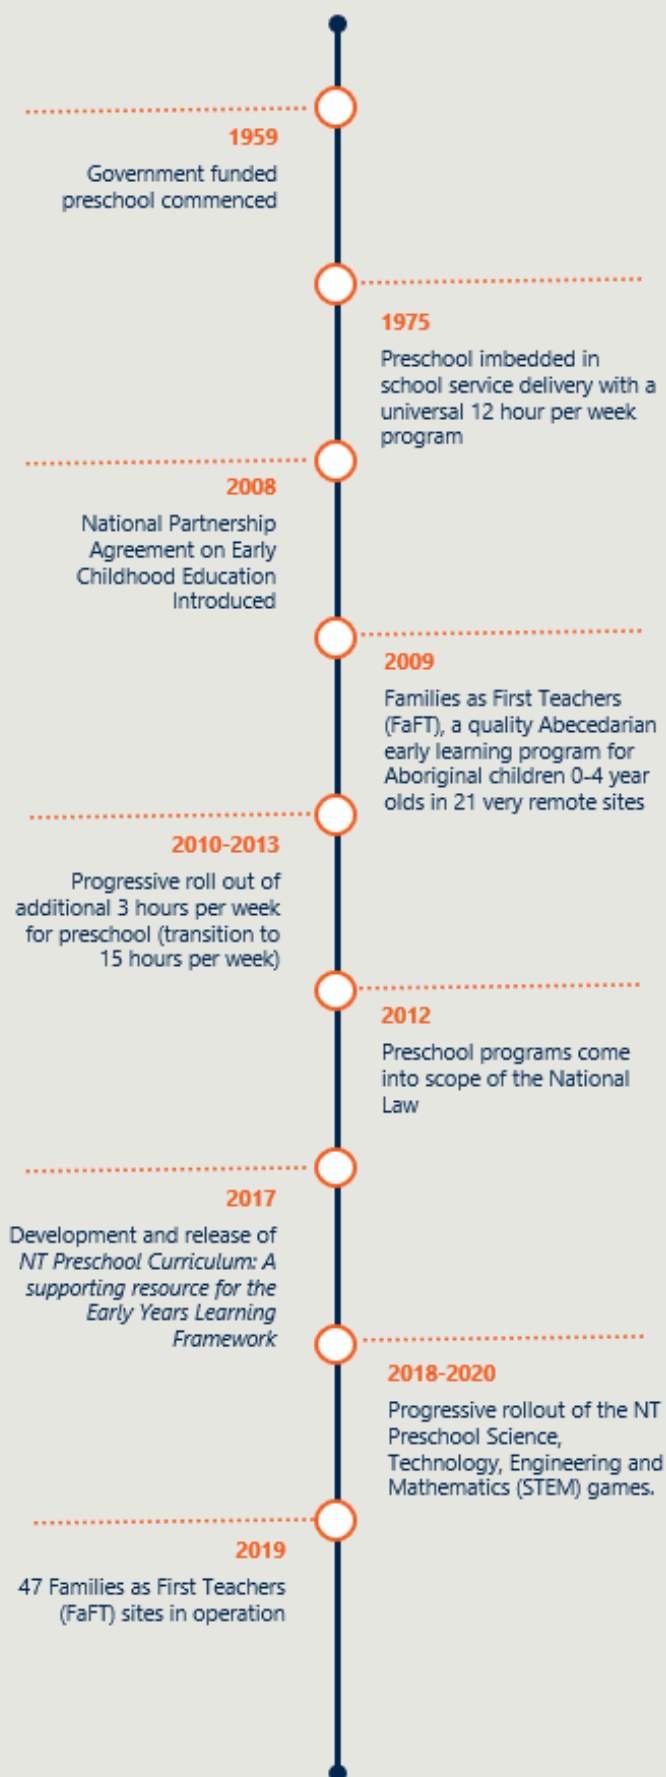 1959
Government funded
preschool commenced
1975
Preschool imbedded in
school service delivery with a
universal 12 hour per week
program
2008
National Partnership
Agreement on Early
Childhood Education
Introduced
2009
Families as First Teachers
(FaFT), a quality Abecedarian
early learning program for
Aboriginal children 0-4 year
olds in 21 very remote sites
2010-2013
Progressive roll out of
additional 3 hours per week
for preschool (transition to
15 hours per week)
2012
Preschool programs come
into scope of the National
Law
2017
Development and release of
NT Preschool Curriculum: A
supporting resource for the
Early Years Learning
Framework
2018-2020
Progressive rollout of the NT
Preschool Science,
Technology, Engineering and
Mathematics (STEM) games.
2019
47 Families as First Teachers
(FaFT) sites in operation